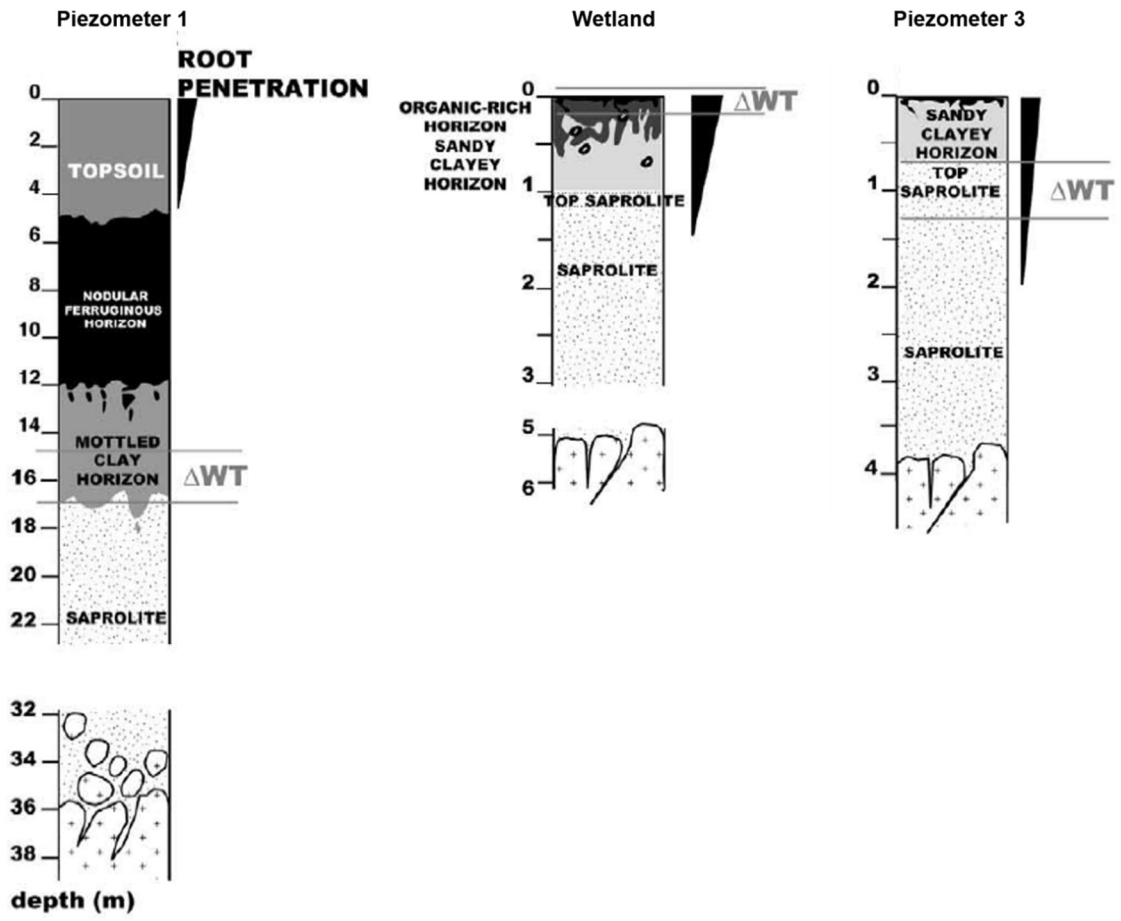 Piezometer 1
ROOT
PENETRATION
0
2
TOPSOIL
4
6
8
NODULAR
FERRUGINOUS
HORIZON
10
12
14
MOTTLED
CLAY
HORIZON
16
ΔWT
18
20
22
SAPROLITE
32
34
36
38
depth (m)
Wetland
0
ΔWT
ORGANIC-RICH
HORIZON
SANDY
CLAYEY
HORIZON
1
TOP SAPROLITE
SAPROLITE
2
3
5
6
Piezometer 3
0
SANDY
CLAYEY
HORIZON
TOP
SAPROLITE
1
ΔWT
2
SAPROLITE
3
4